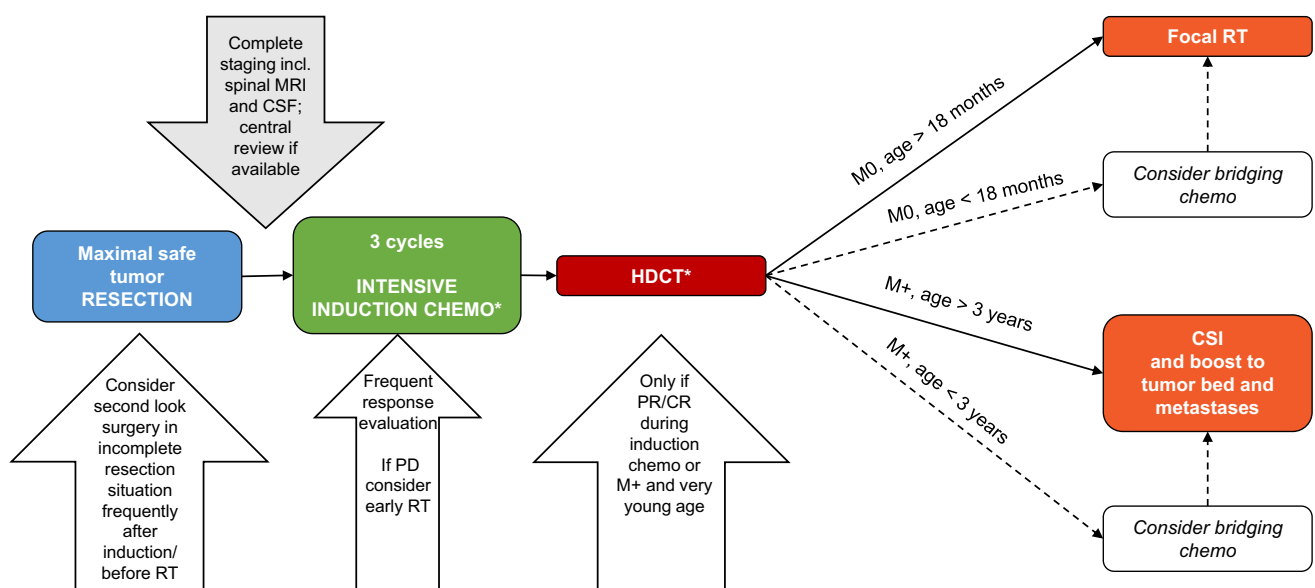 Complete
staging incl.
spinal MRI
and CSF;
central
review if
available
Maximal safe
tumor
RESECTION
3 cycles
INTENSIVE
INDUCTION CHEMO*
HDCT*
M0, age > 18 months
M0, age < 18 months
M+, age > 3 years
M+, age < 3 years
Focal RT
Consider bridging
chemo
CSI
and boost to
tumor bed and
metastases
Consider bridging
chemo
Consider
second look
surgery in
incomplete
resection
situation
frequently
after
induction/
before RT
Frequent
response
evaluation
If PD
consider
early RT
Only if
PR/CR
during
induction
chemo or
M+ and very
young age